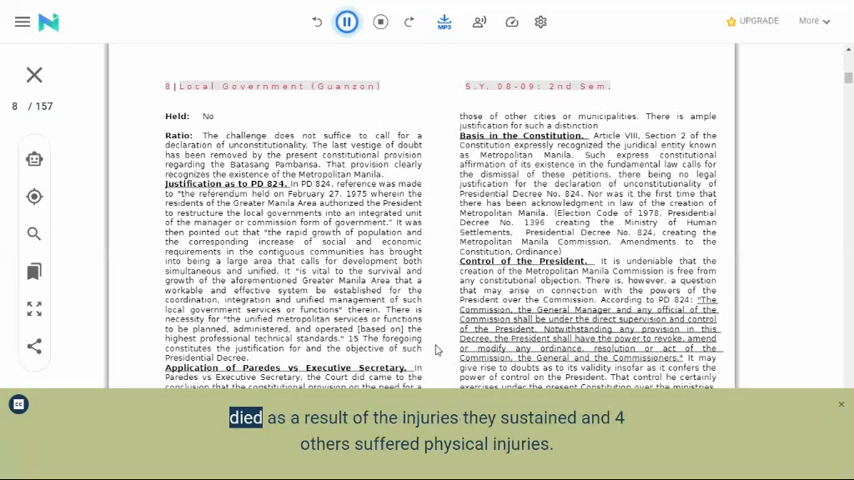 MP3
UPGRADE
More
8 / 157
8|Local Government (Guanzon)
S.Y. 08-09: 2nd Sem.
Held: No
Ratio: The challenge does not suffice to call for a
declaration of unconstitutionality. The last vestige of doubt
has been removed by the present constitutional provision
regarding the Batasang Pambansa. That provision clearly
recognizes the existence of the Metropolitan Manila.
Justification as to PD 824. In PD 824, reference was made
to "the referendum held on February 27, 1975 wherein the
residents of the Greater Manila Area authorized the President
to restructure the local governments into an integrated unit
of the manager or commission form of government." It was
then pointed out that "the rapid growth of population and
the corresponding increase of social and economic
requirements in the contiguous communities has brought
into being a large area that calls for development both
simultaneous and unified. It "is vital to the survival and
growth of the aforementioned Greater Manila Area that a
workable and effective system be established for the
coordination, integration and unified management of such
local government services or functions" therein. There is
necessity for "the unified metropolitan services or functions
to be planned, administered, and operated [based on] the
highest professional technical standards." 15 The foregoing
constitutes the justification for and the objective of such
Presidential Decree.
Application of Paredes vs Executive Secretary. In
Paredes vs Executive Secretary, the Court did came to the
conclusion that the constitutional provision on the need for a
those of other cities or municipalities. There is ample
justification for such a distinction
Basis in the Constitution. Article VIII, Section 2 of the
Constitution expressly recognized the juridical entity known
as Metropolitan Manila. Such express constitutional
affirmation of its existence in the fundamental law calls for
the dismissal of these petitions, there being no legal
justification for the declaration of unconstitutionality of
Presidential Decree No. 824. Nor was it the first time that
there has been acknowledgment in law of the creation of
Metropolitan Manila. (Election Code of 1978, Presidential
Decree No. 1396 creating the Ministry of Human
Settlements, Presidential Decree No. 824, creating the
Metropolitan Manila Commission, Amendments to the
Constitution, Ordinance)
Control of the President. It is undeniable that the
creation of the Metropolitan Manila Commission is free from
any constitutional objection. There is, however, a question
that may arise in connection with the powers of the
President over the Commission. According to PD 824: "The
Commission, the General Manager and any official of the
Commission shall be under the direct supervision and control
of the President. Notwithstanding any provision in this
Decree, the President shall have the power to revoke, amend
or modify any ordinance, resolution or act of the
Commission, the General and the Commissioners." It may
give rise to doubts as to its validity insofar as it confers the
power of control on the President. That control he certainly
exercises under the present Constitution over the ministries.
died as a result of the injuries they sustained and 4
others suffered physical injuries.